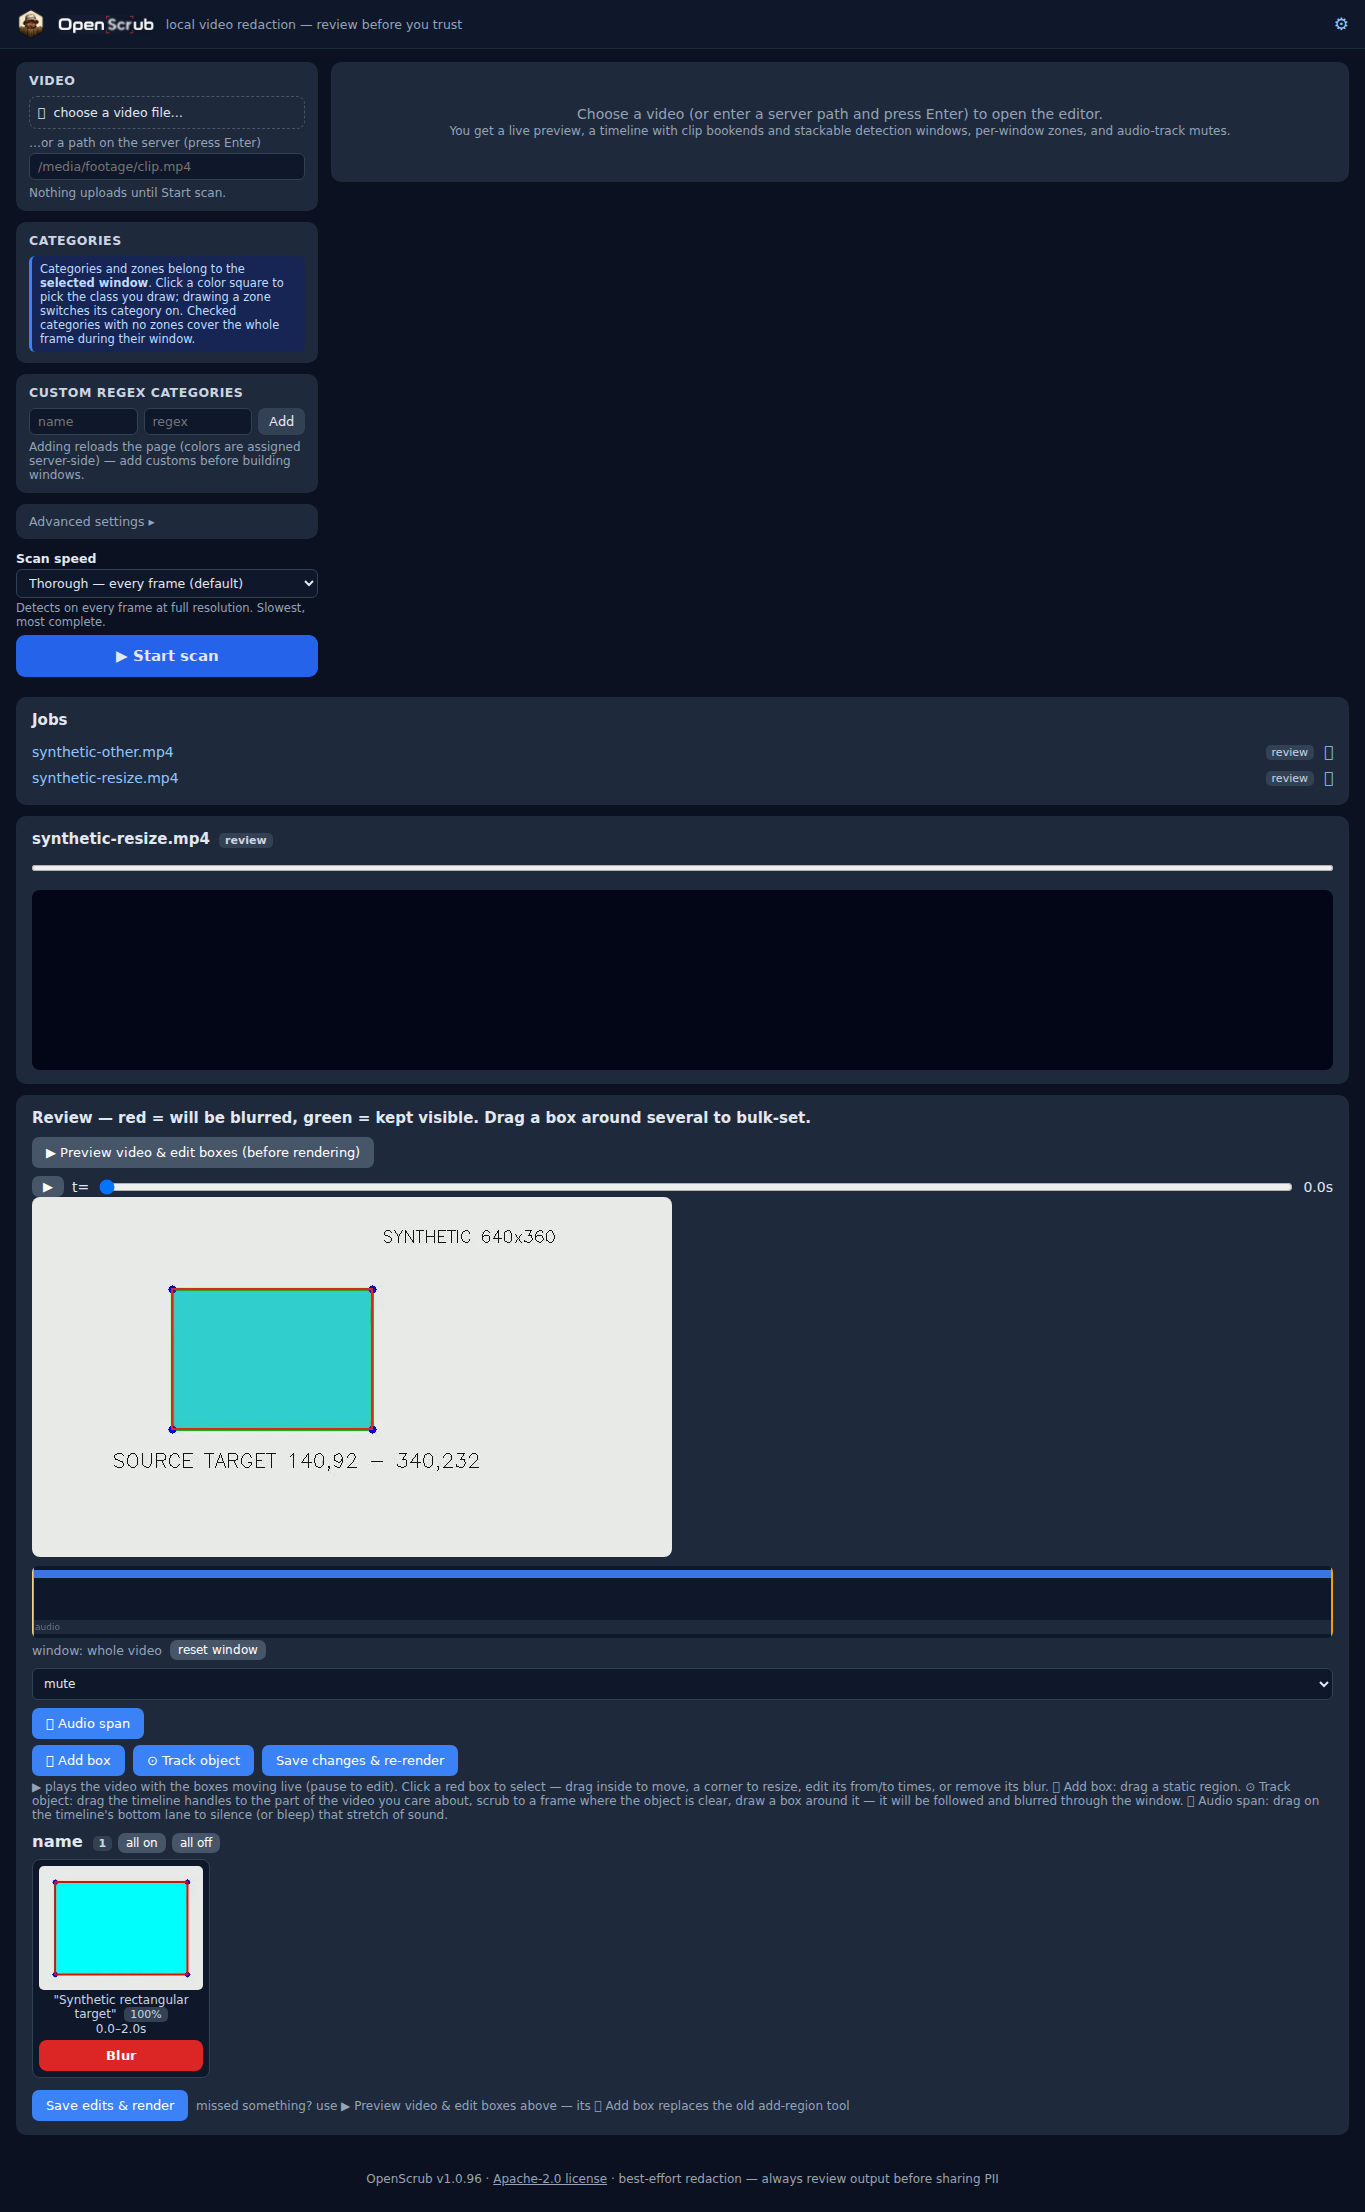 OpenScrub local video redaction — review before you trust
VIDEO
choose a video file...
...or a path on the server (press Enter)
/media/footage/clip.mp4
Nothing uploads until Start scan.
Choose a video (or enter a server path and press Enter) to open the editor.
You get a live preview, a timeline with clip bookends and stackable detection windows, per-window zones, and audio-track mutes.
CATEGORIES
Categories and zones belong to the
selected window. Click a color square to
pick the class you draw; drawing a zone
switches its category on. Checked
categories with no zones cover the whole
frame during their window.
CUSTOM REGEX CATEGORIES
name regex Add
Adding reloads the page (colors are assigned
server-side) — add customs before building
windows.
Advanced settings ▸
Scan speed
Thorough — every frame (default)
Detects on every frame at full resolution. Slowest,
most complete.
▶ Start scan
Jobs
synthetic-other.mp4 review
synthetic-resize.mp4 review
synthetic-resize.mp4 review
Review — red = will be blurred, green = kept visible. Drag a box around several to bulk-set.
▶ Preview video & edit boxes (before rendering)
▶ t= 0.0s
SYNTHETIC 640x360
SOURCE TARGET 140,92 – 340,232
audio
window: whole video reset window
mute
Audio span
Add box ⊙ Track object Save changes & re-render
▶ plays the video with the boxes moving live (pause to edit). Click a red box to select — drag inside to move, a corner to resize, edit its from/to times, or remove its blur. Add box: drag a static region. ⊙ Track
object: drag the timeline handles to the part of the video you care about, scrub to a frame where the object is clear, draw a box around it — it will be followed and blurred through the window. Audio span: drag on
the timeline's bottom lane to silence (or bleep) that stretch of sound.
name 1 all on all off
"Synthetic rectangular
target" 100%
0.0–2.0s
Blur
Save edits & render missed something? use ▶ Preview video & edit boxes above — its Add box replaces the old add-region tool
OpenScrub v1.0.96 · Apache-2.0 license · best-effort redaction — always review output before sharing PII